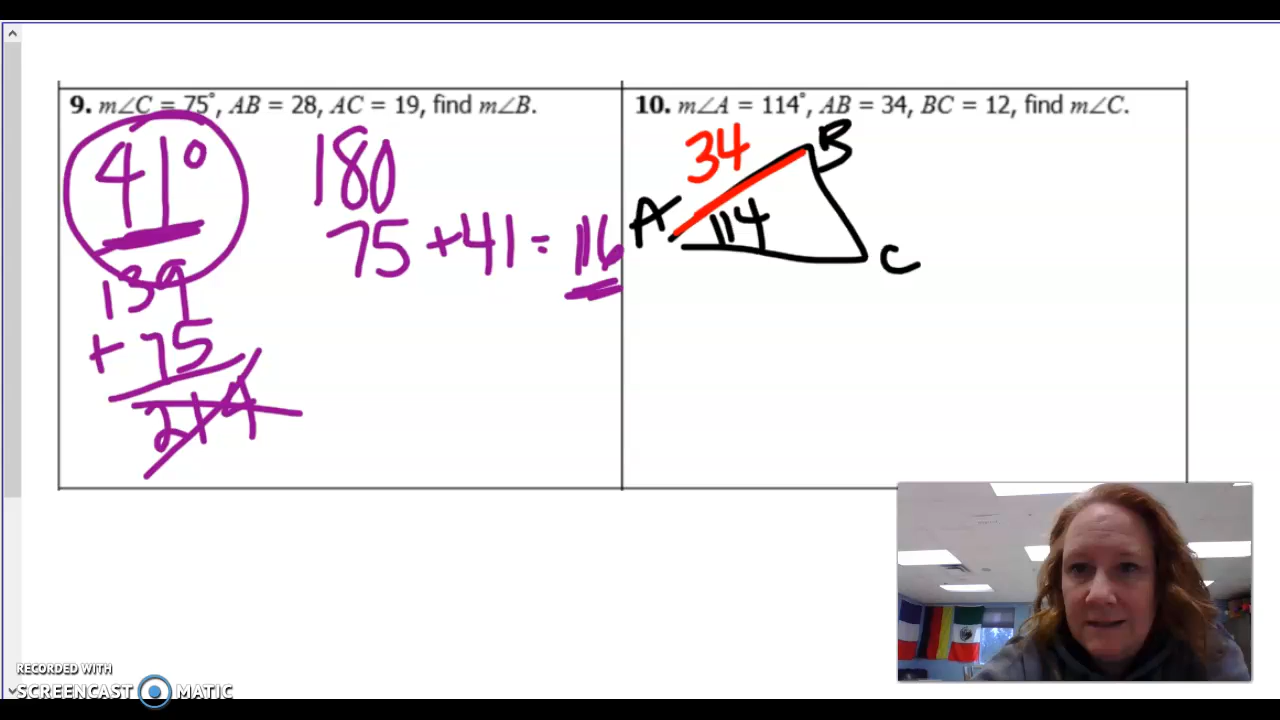 9. m∠C = 75°, AB = 28, AC = 19, find m∠B.
41°
139
+ 75
214
180
75 + 41 = 116
10. m∠A = 114°, AB = 34, BC = 12, find m∠C.
34
B
A
114
C
RECORDED WITH
SCREENCAST MATIC